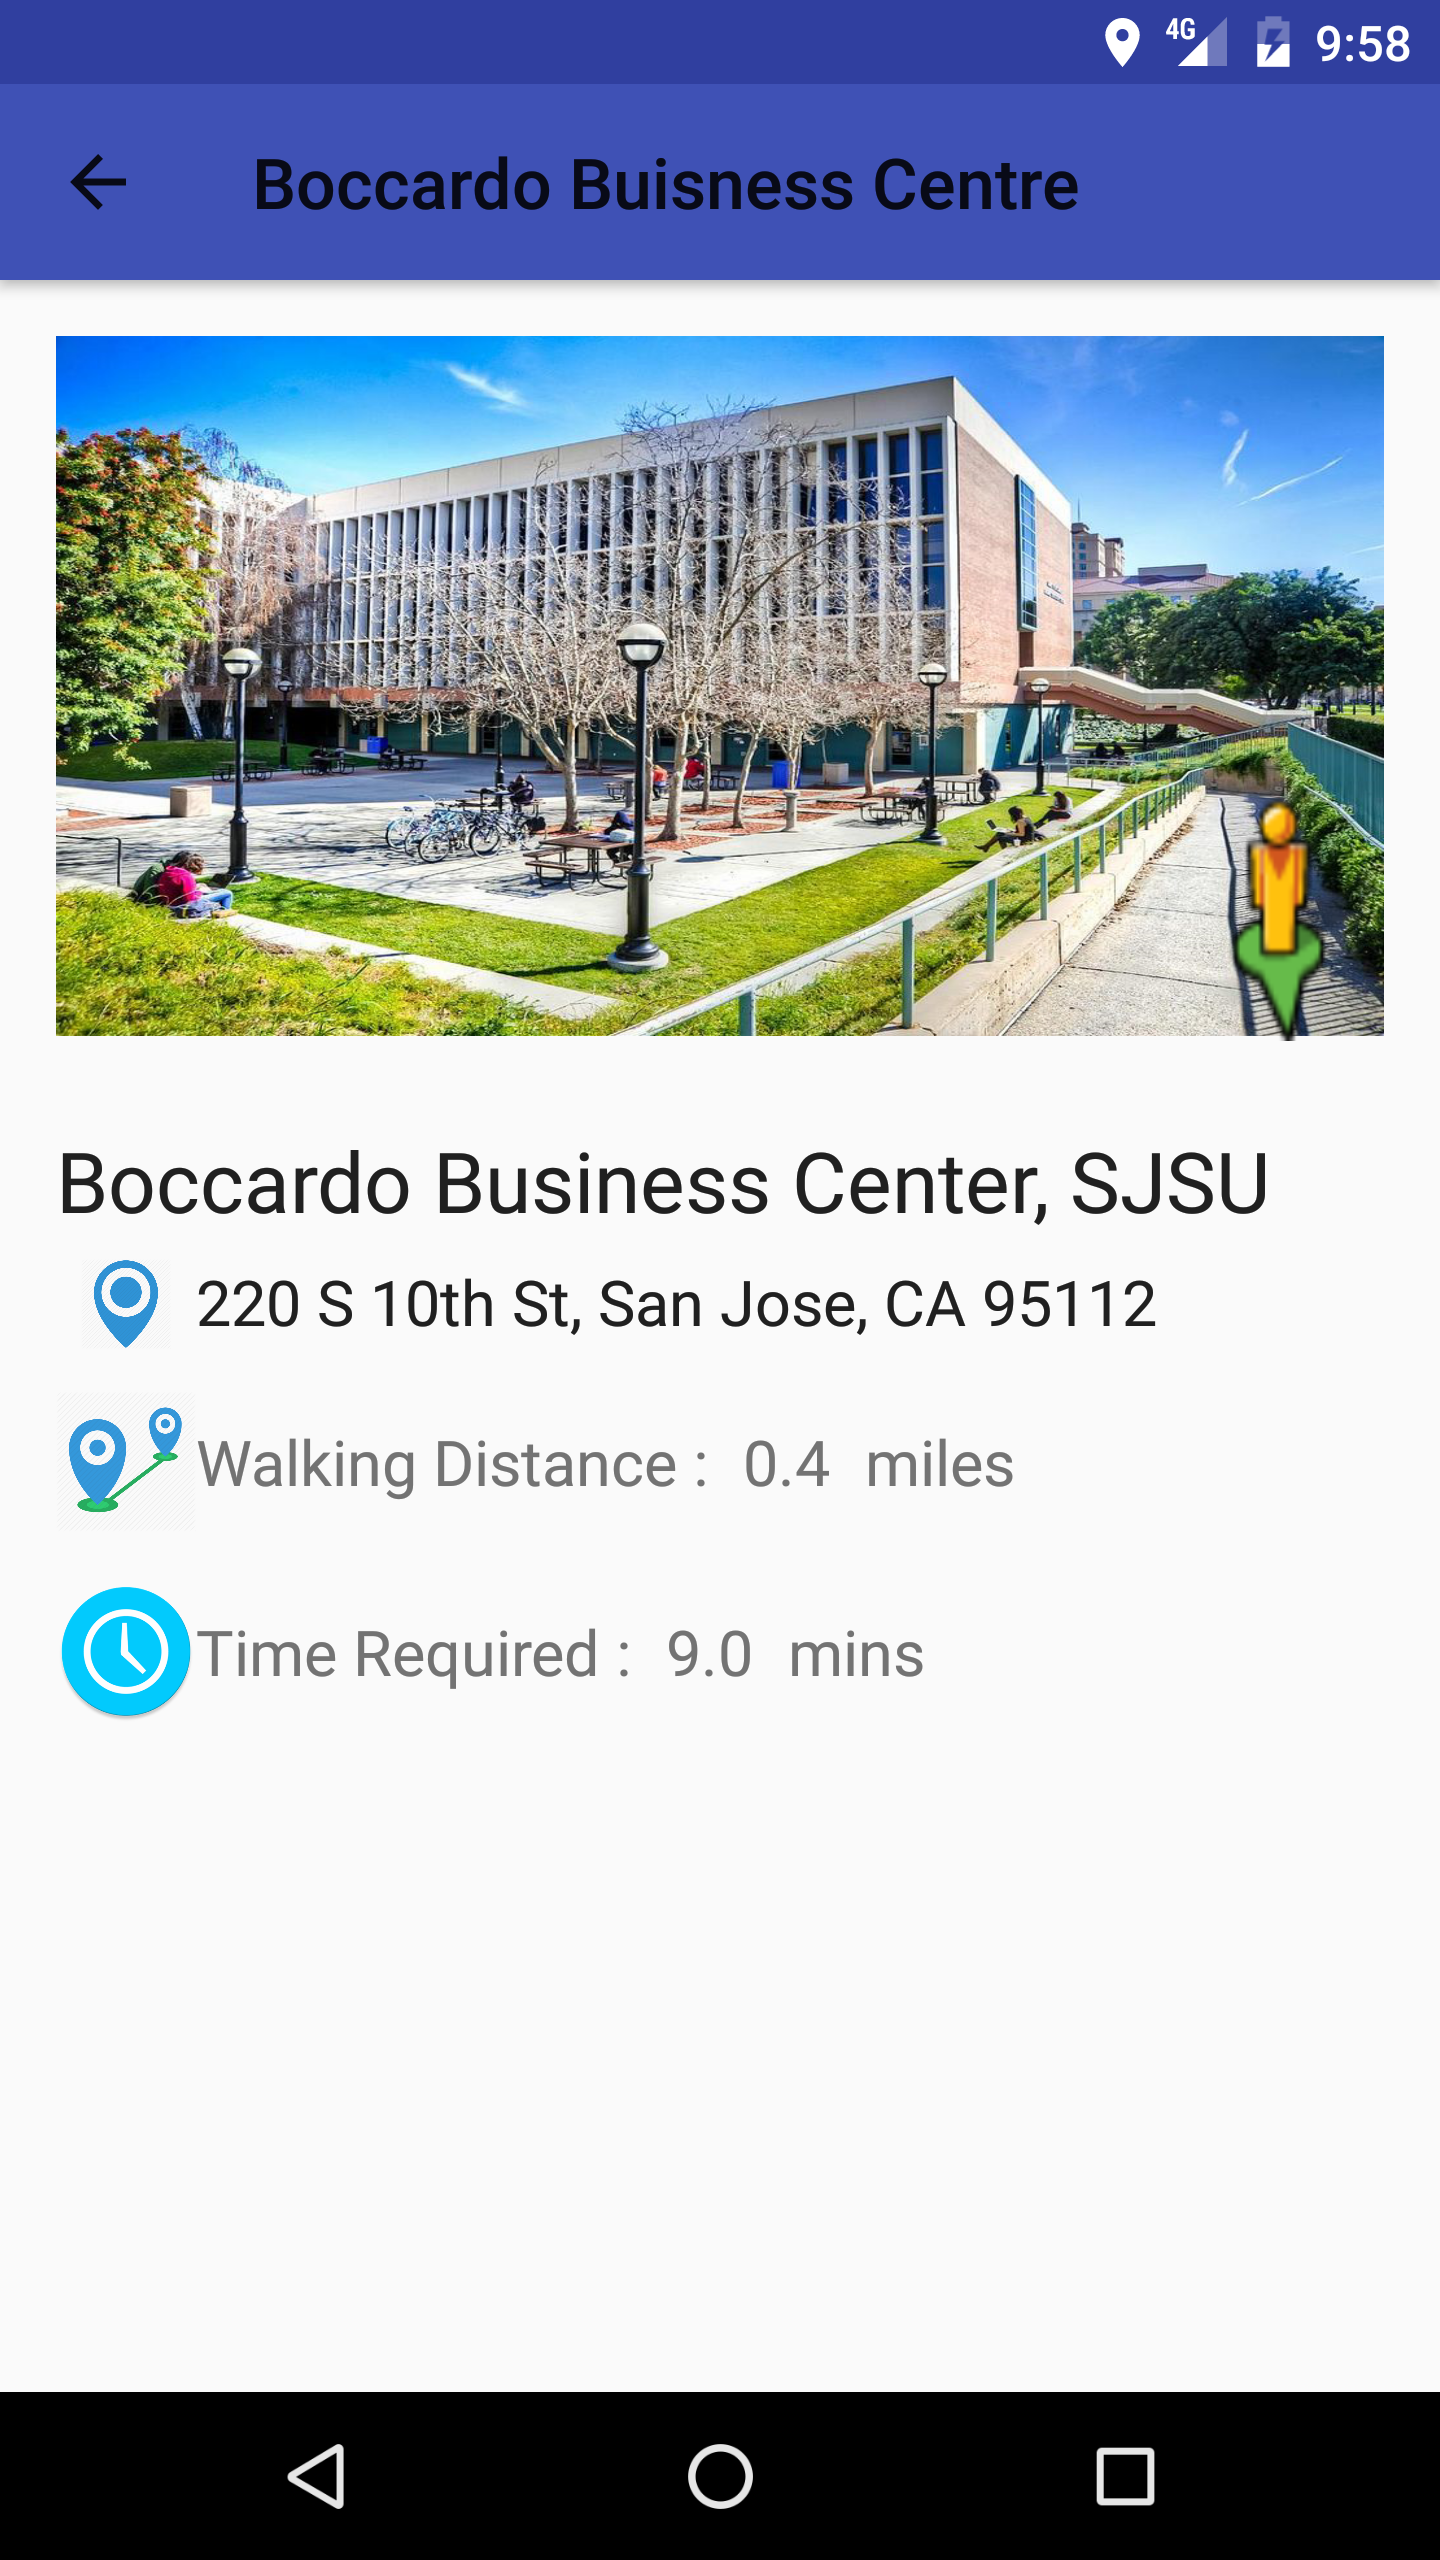 4G 9:58
Boccardo Buisness Centre
Boccardo Business Center, SJSU
220 S 10th St, San Jose, CA 95112
Walking Distance : 0.4 miles
Time Required : 9.0 mins